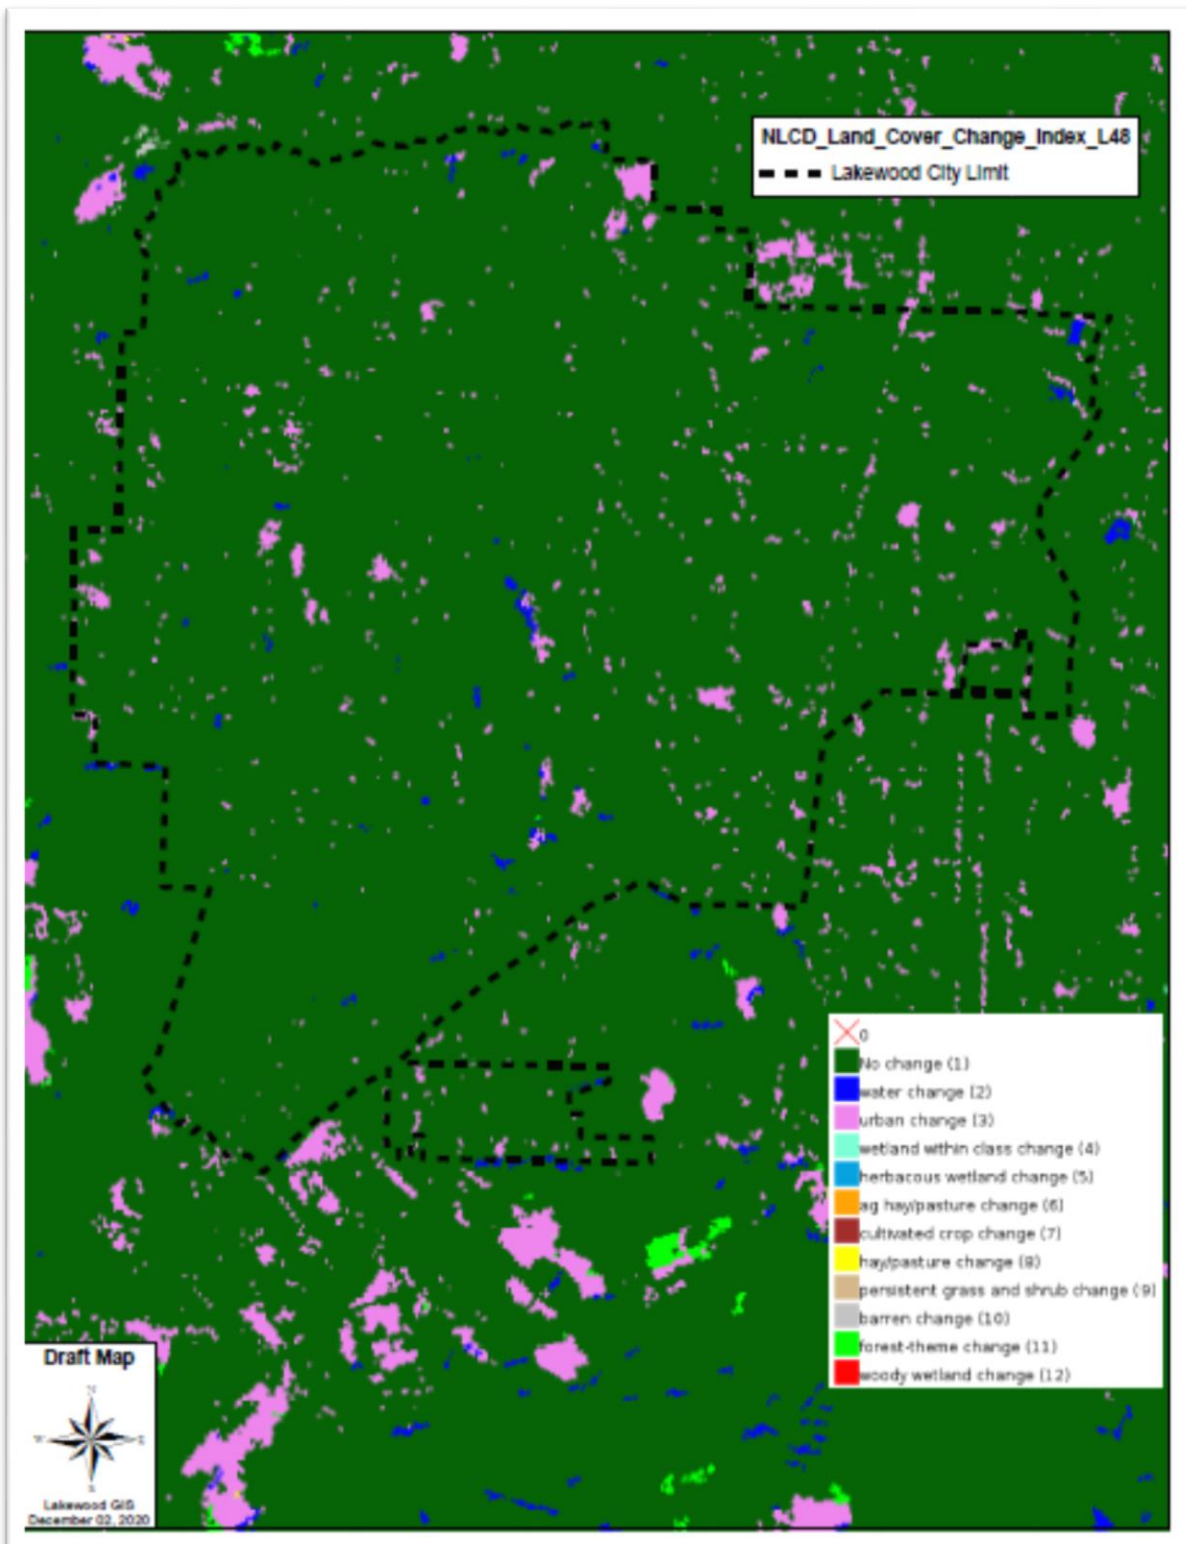 NLCD_Land_Cover_Change_Index_L48
Lakewood City Limit
0
No change (1)
water change (2)
urban change (3)
wetland within class change (4)
herbacous wetland change (5)
ag hay/pasture change (6)
cultivated crop change (7)
hay/pasture change (8)
persistent grass and shrub change (9)
barren change (10)
forest-theme change (11)
woody wetland change (12)
Draft Map
N
W E
S
Lakewood GIS
December 02, 2020